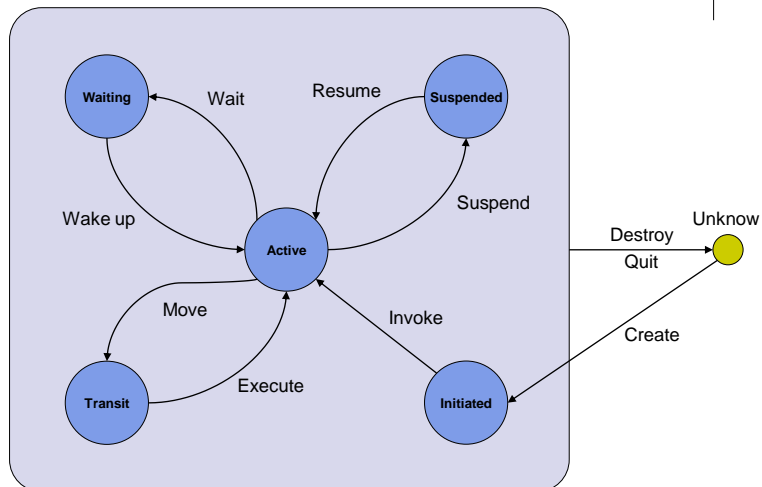 Waiting
Wait
Resume
Suspended
Wake up
Suspend
Active
Unknow
Destroy
Quit
Move
Invoke
Create
Execute
Transit
Initiated